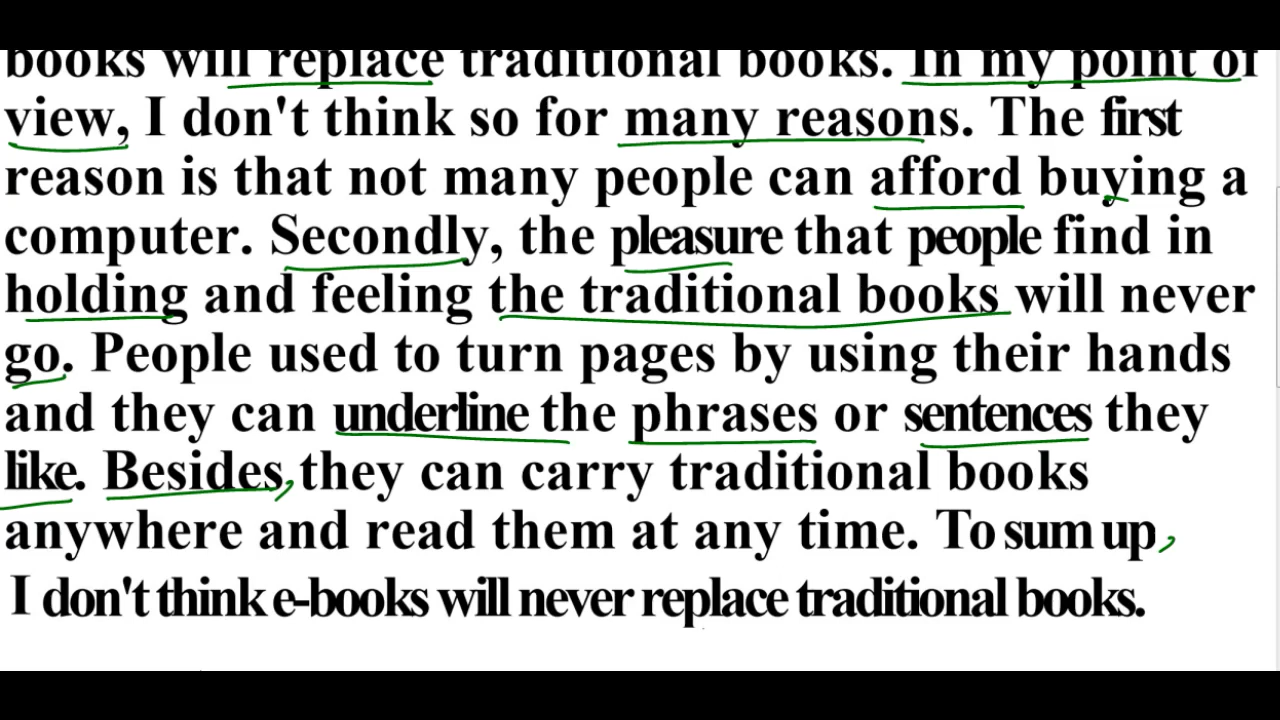 books will replace traditional books. In my point of
view, I don't think so for many reasons. The first
reason is that not many people can afford buying a
computer. Secondly, the pleasure that people find in
holding and feeling the traditional books will never
go. People used to turn pages by using their hands
and they can underline the phrases or sentences they
like. Besides, they can carry traditional books
anywhere and read them at any time. To sum up,
I don't think e-books will never replace traditional books.